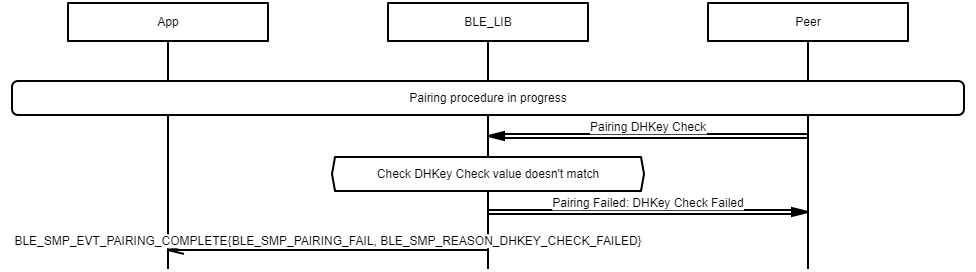 App
BLE_LIB
Peer
Pairing procedure in progress
Pairing DHKey Check
Check DHKey Check value doesn't match
Pairing Failed: DHKey Check Failed
BLE_SMP_EVT_PAIRING_COMPLETE{BLE_SMP_PAIRING_FAIL, BLE_SMP_REASON_DHKEY_CHECK_FAILED}